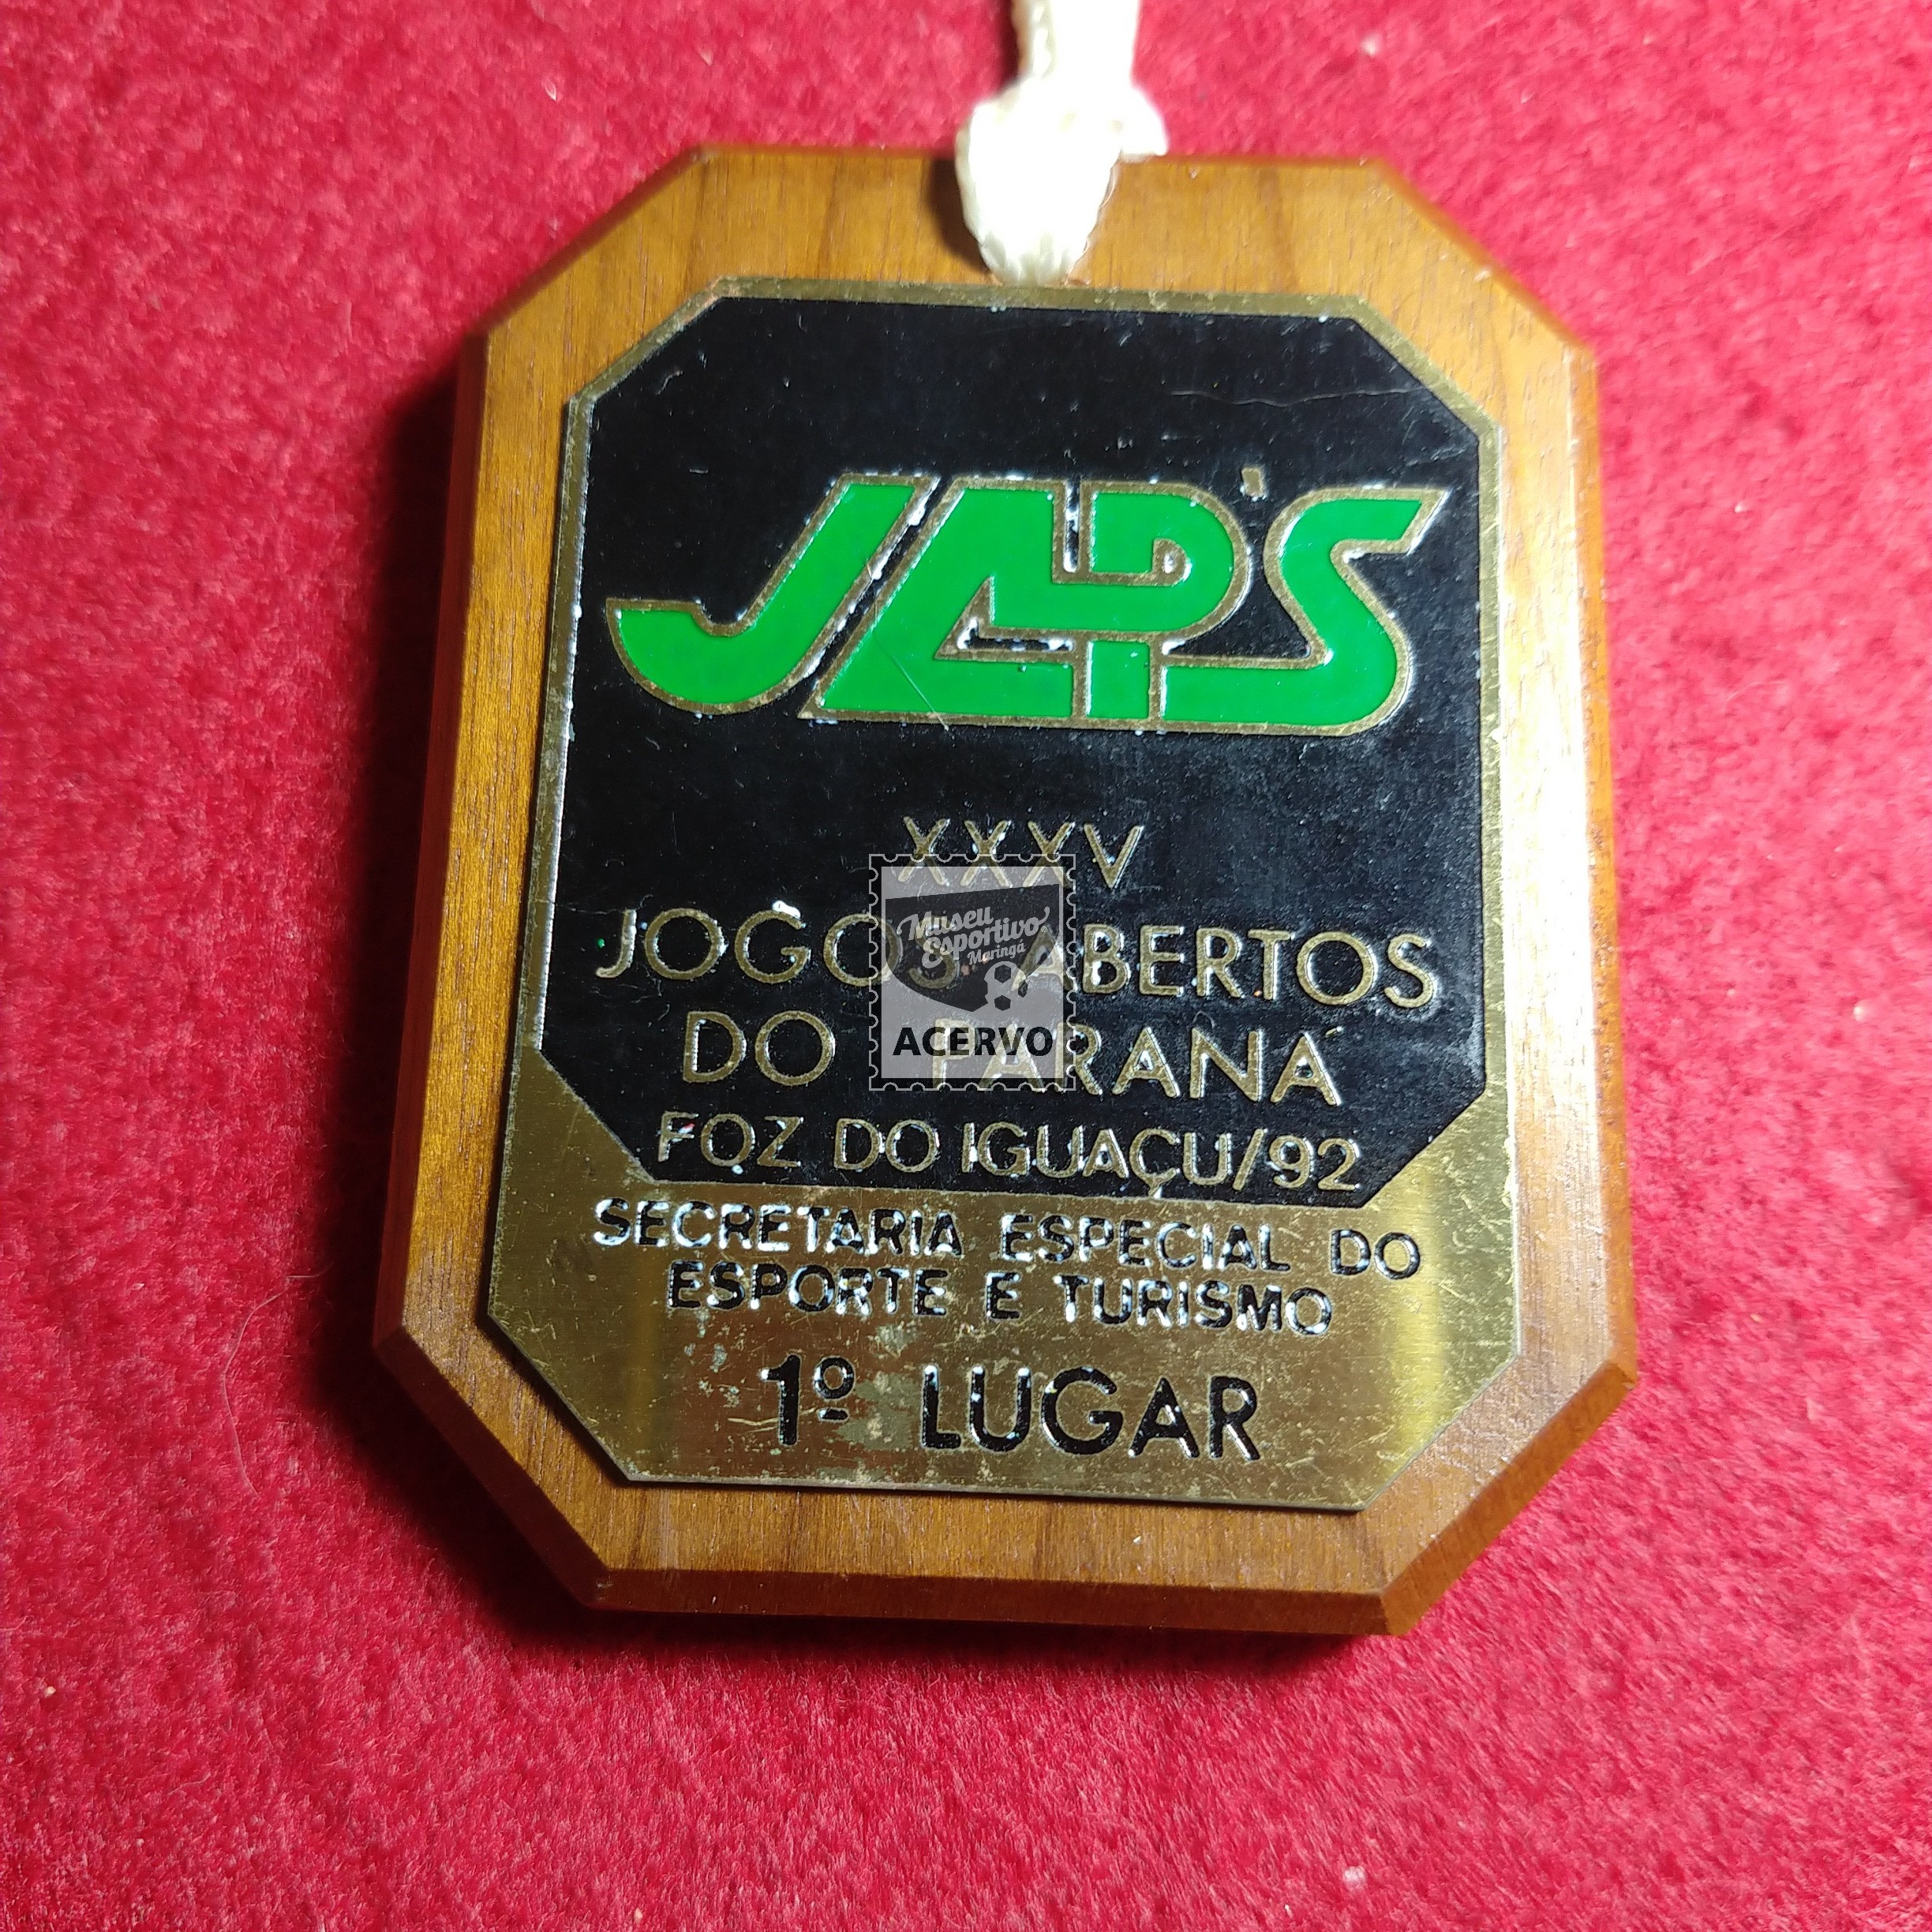 JAP'S
XXXV
JOGOS ABERTOS
DO PARANÁ
FOZ DO IGUAÇU/92
SECRETARIA ESPECIAL DO
ESPORTE E TURISMO
1º LUGAR
Museu
Esportivo
Maringá
ACERVO